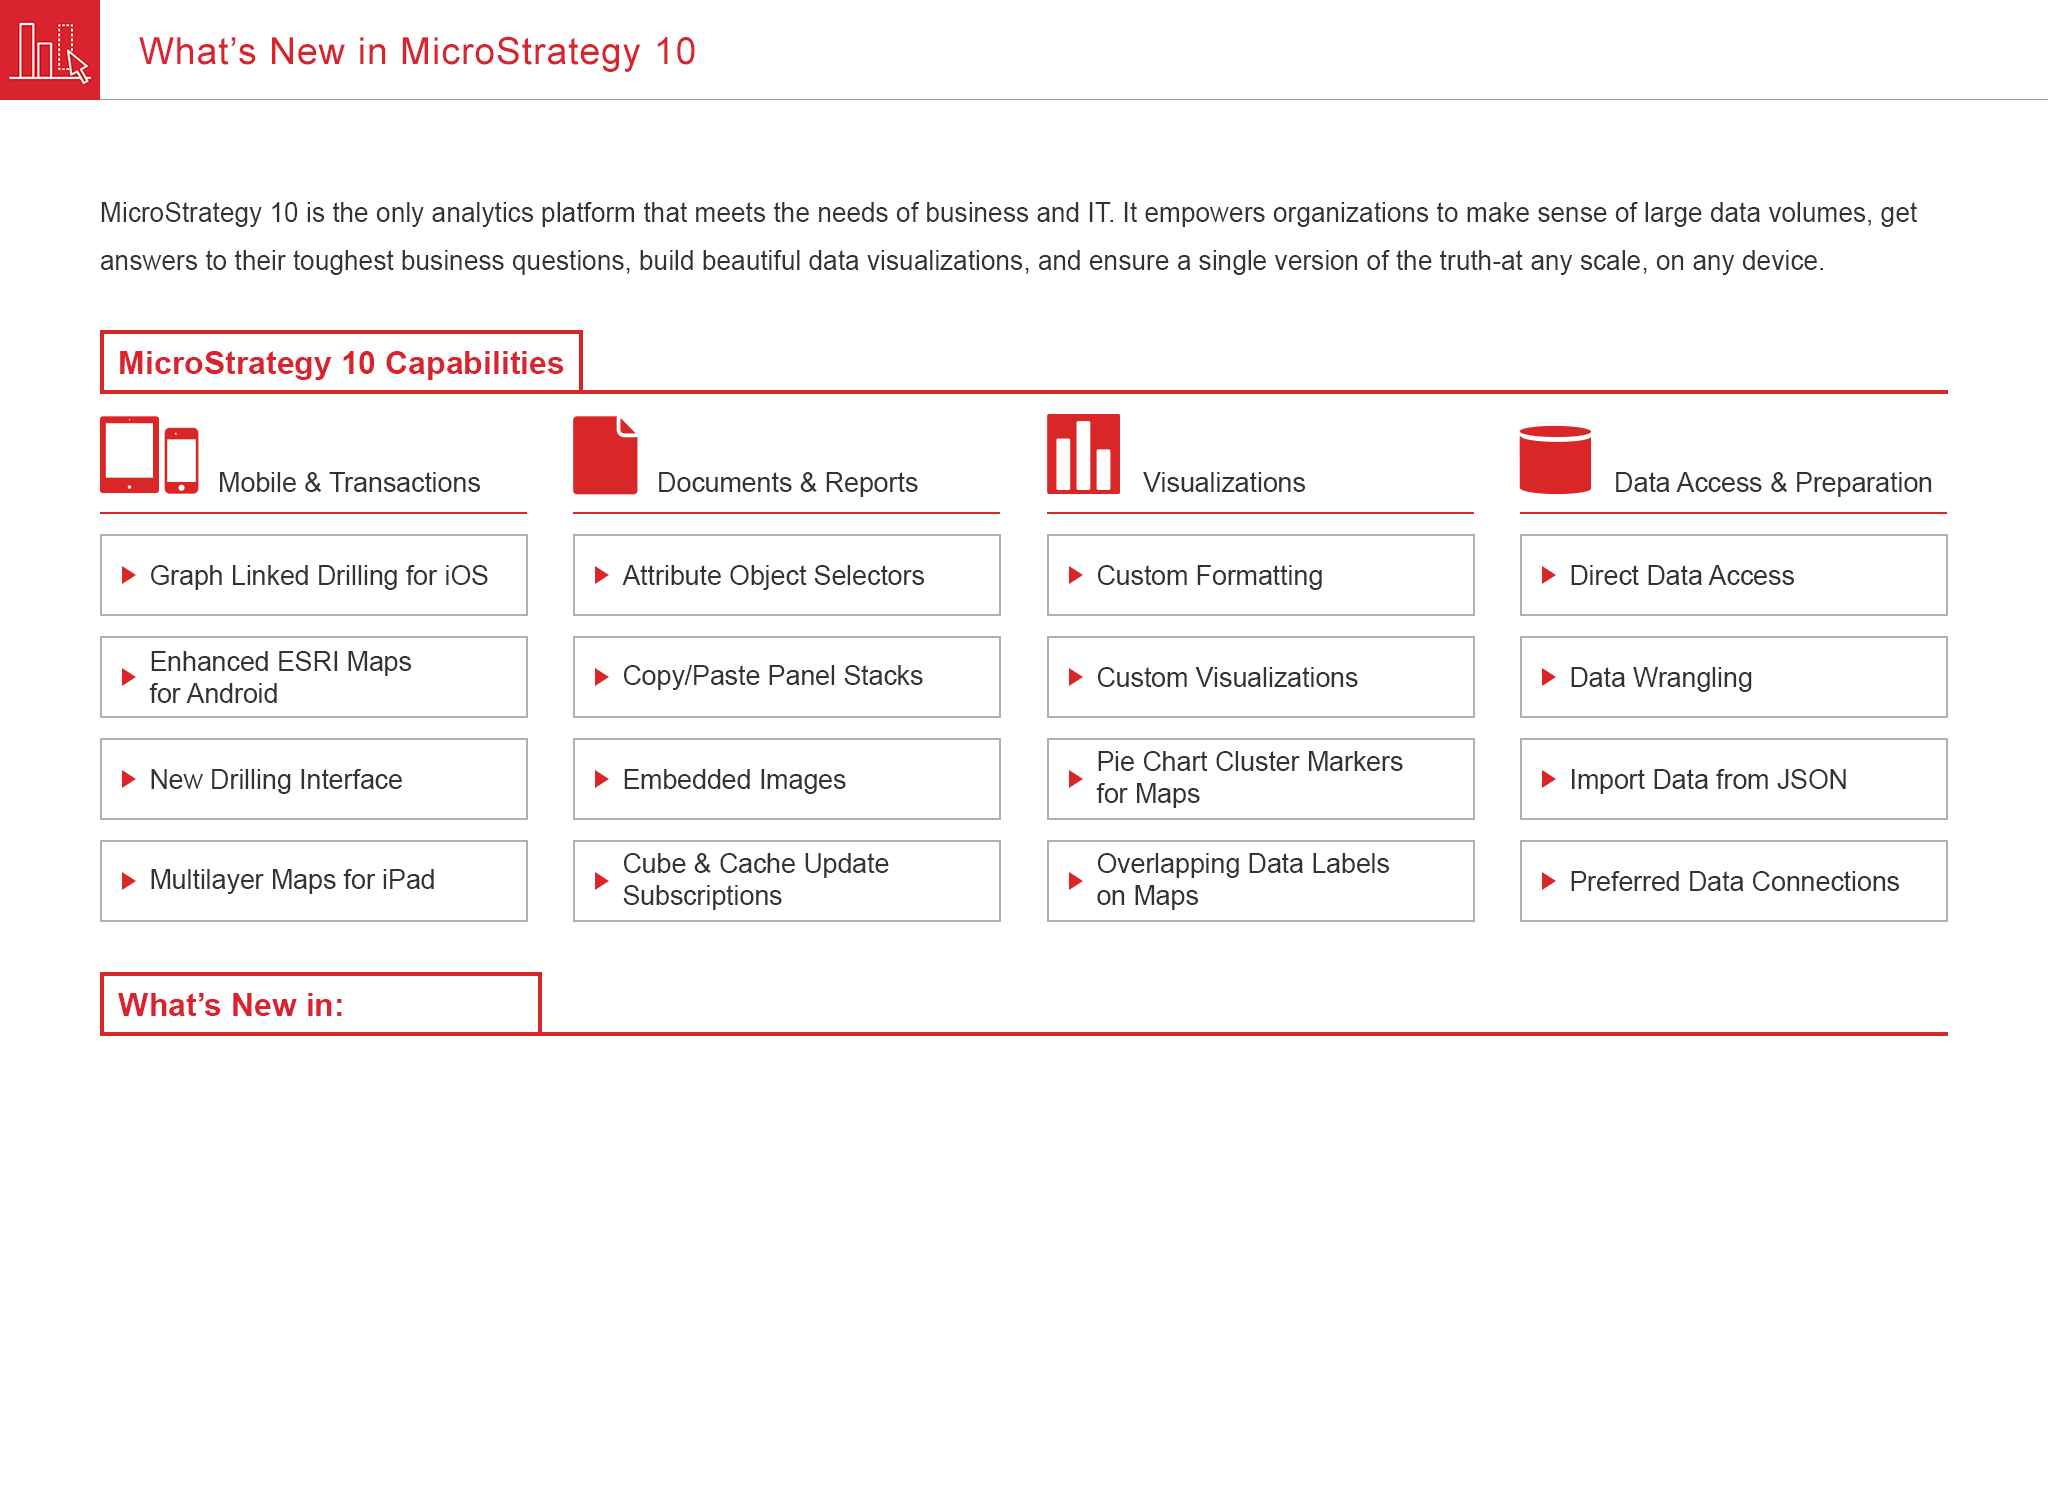 What’s New in MicroStrategy 10
MicroStrategy 10 is the only analytics platform that meets the needs of business and IT. It empowers organizations to make sense of large data volumes, get
answers to their toughest business questions, build beautiful data visualizations, and ensure a single version of the truth-at any scale, on any device.
MicroStrategy 10 Capabilities
Mobile & Transactions
Graph Linked Drilling for iOS
Enhanced ESRI Maps
for Android
New Drilling Interface
Multilayer Maps for iPad
Documents & Reports
Attribute Object Selectors
Copy/Paste Panel Stacks
Embedded Images
Cube & Cache Update
Subscriptions
Visualizations
Custom Formatting
Custom Visualizations
Pie Chart Cluster Markers
for Maps
Overlapping Data Labels
on Maps
Data Access & Preparation
Direct Data Access
Data Wrangling
Import Data from JSON
Preferred Data Connections
What’s New in: